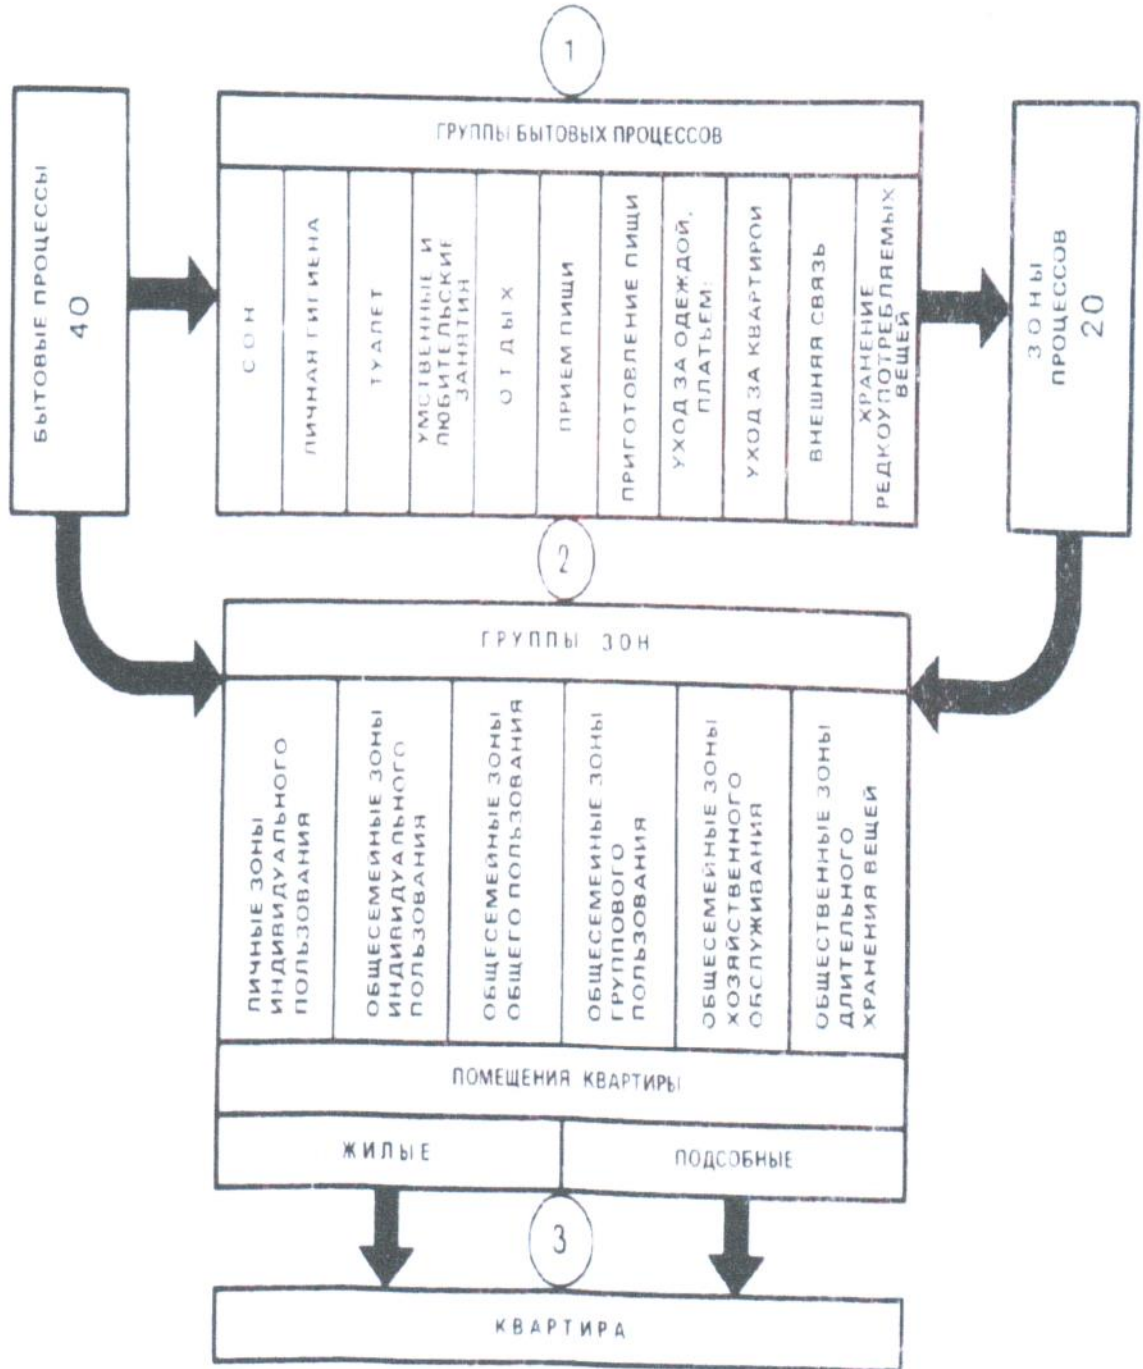 1
БЫТОВЫЕ ПРОЦЕССЫ
40
ГРУППЫ БЫТОВЫХ ПРОЦЕССОВ
СОН
ЛИЧНАЯ ГИГИЕНА
ТУАЛЕТ
УМСТВЕННЫЕ И
ЛЮБИТЕЛЬСКИЕ
ЗАНЯТИЯ
ОТДЫХ
ПРИЕМ ПИЩИ
ПРИГОТОВЛЕНИЕ ПИЩИ
УХОД ЗА ОДЕЖДОЙ,
ПЛАТЬЕМ:
УХОД ЗА КВАРТИРОЙ
ВНЕШНЯЯ СВЯЗЬ
ХРАНЕНИЕ
РЕДКОУПОТРЕБЛЯЕМЫХ
ВЕЩЕЙ
ЗОНЫ
ПРОЦЕССОВ
20
2
ГРУППЫ ЗОН
ЛИЧНЫЕ ЗОНЫ
ИНДИВИДУАЛЬНОГО
ПОЛЬЗОВАНИЯ
ОБЩЕСЕМЕЙНЫЕ ЗОНЫ
ИНДИВИДУАЛЬНОГО
ПОЛЬЗОВАНИЯ
ОБЩЕСЕМЕЙНЫЕ ЗОНЫ
ОБЩЕГО ПОЛЬЗОВАНИЯ
ОБЩЕСЕМЕЙНЫЕ ЗОНЫ
ГРУППОВОГО
ПОЛЬЗОВАНИЯ
ОБЩЕСЕМЕЙНЫЕ ЗОНЫ
ХОЗЯЙСТВЕННОГО
ОБСЛУЖИВАНИЯ
ОБЩЕСТВЕННЫЕ ЗОНЫ
ДЛИТЕЛЬНОГО
ХРАНЕНИЯ ВЕЩЕЙ
ПОМЕЩЕНИЯ КВАРТИРЫ
ЖИЛЫЕ
ПОДСОБНЫЕ
3
КВАРТИРА